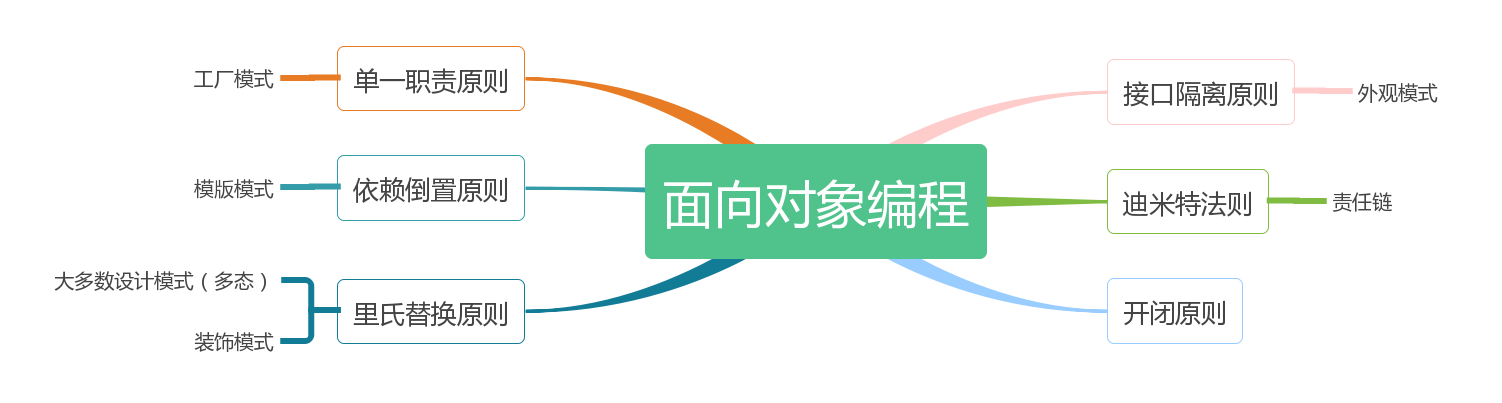 面向对象编程
单一职责原则
工厂模式
依赖倒置原则
模版模式
里氏替换原则
大多数设计模式（多态）
装饰模式
接口隔离原则
外观模式
迪米特法则
责任链
开闭原则